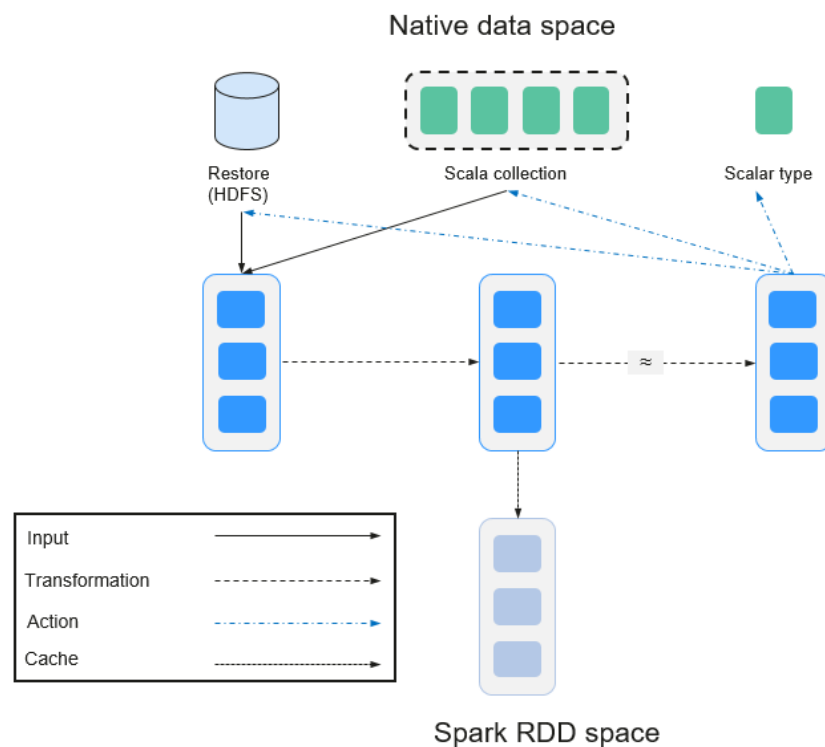 Native data space
Restore
(HDFS)
Scala collection
Scalar type
≈
Input
Transformation
Action
Cache
Spark RDD space